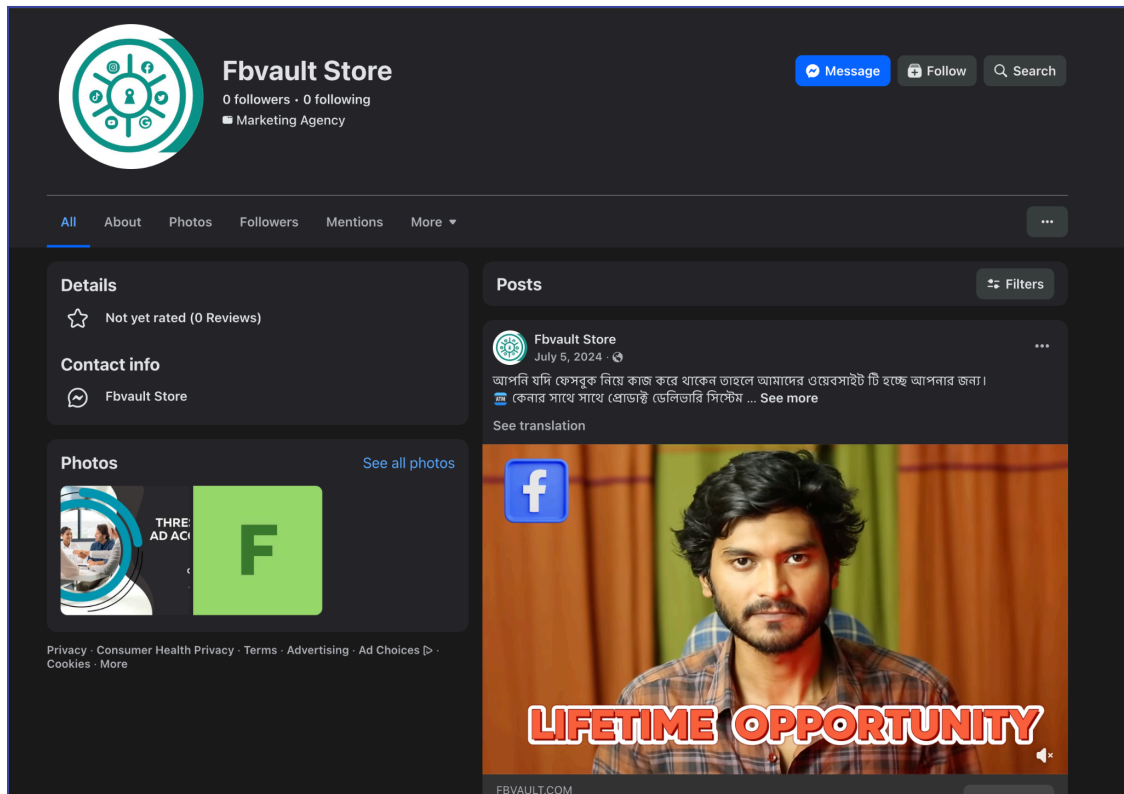 Fbvault Store
0 followers • 0 following
Marketing Agency
Message
Follow
Search
All
About
Photos
Followers
Mentions
More
Details
Not yet rated (0 Reviews)
Contact info
Fbvault Store
Photos
See all photos
THRE
AD AC
F
Privacy · Consumer Health Privacy · Terms · Advertising · Ad Choices ·
Cookies · More
Posts
Filters
Fbvault Store
July 5, 2024 ·
আপনি যদি ফেসবুক নিয়ে কাজ করে থাকেন তাহলে আমাদের ওয়েবসাইট টি হচ্ছে আপনার জন্য।
🏧 কেনার সাথে সাথে প্রোডাক্ট ডেলিভারি সিস্টেম ... See more
See translation
f
LIFETIME OPPORTUNITY
FBVAULT.COM